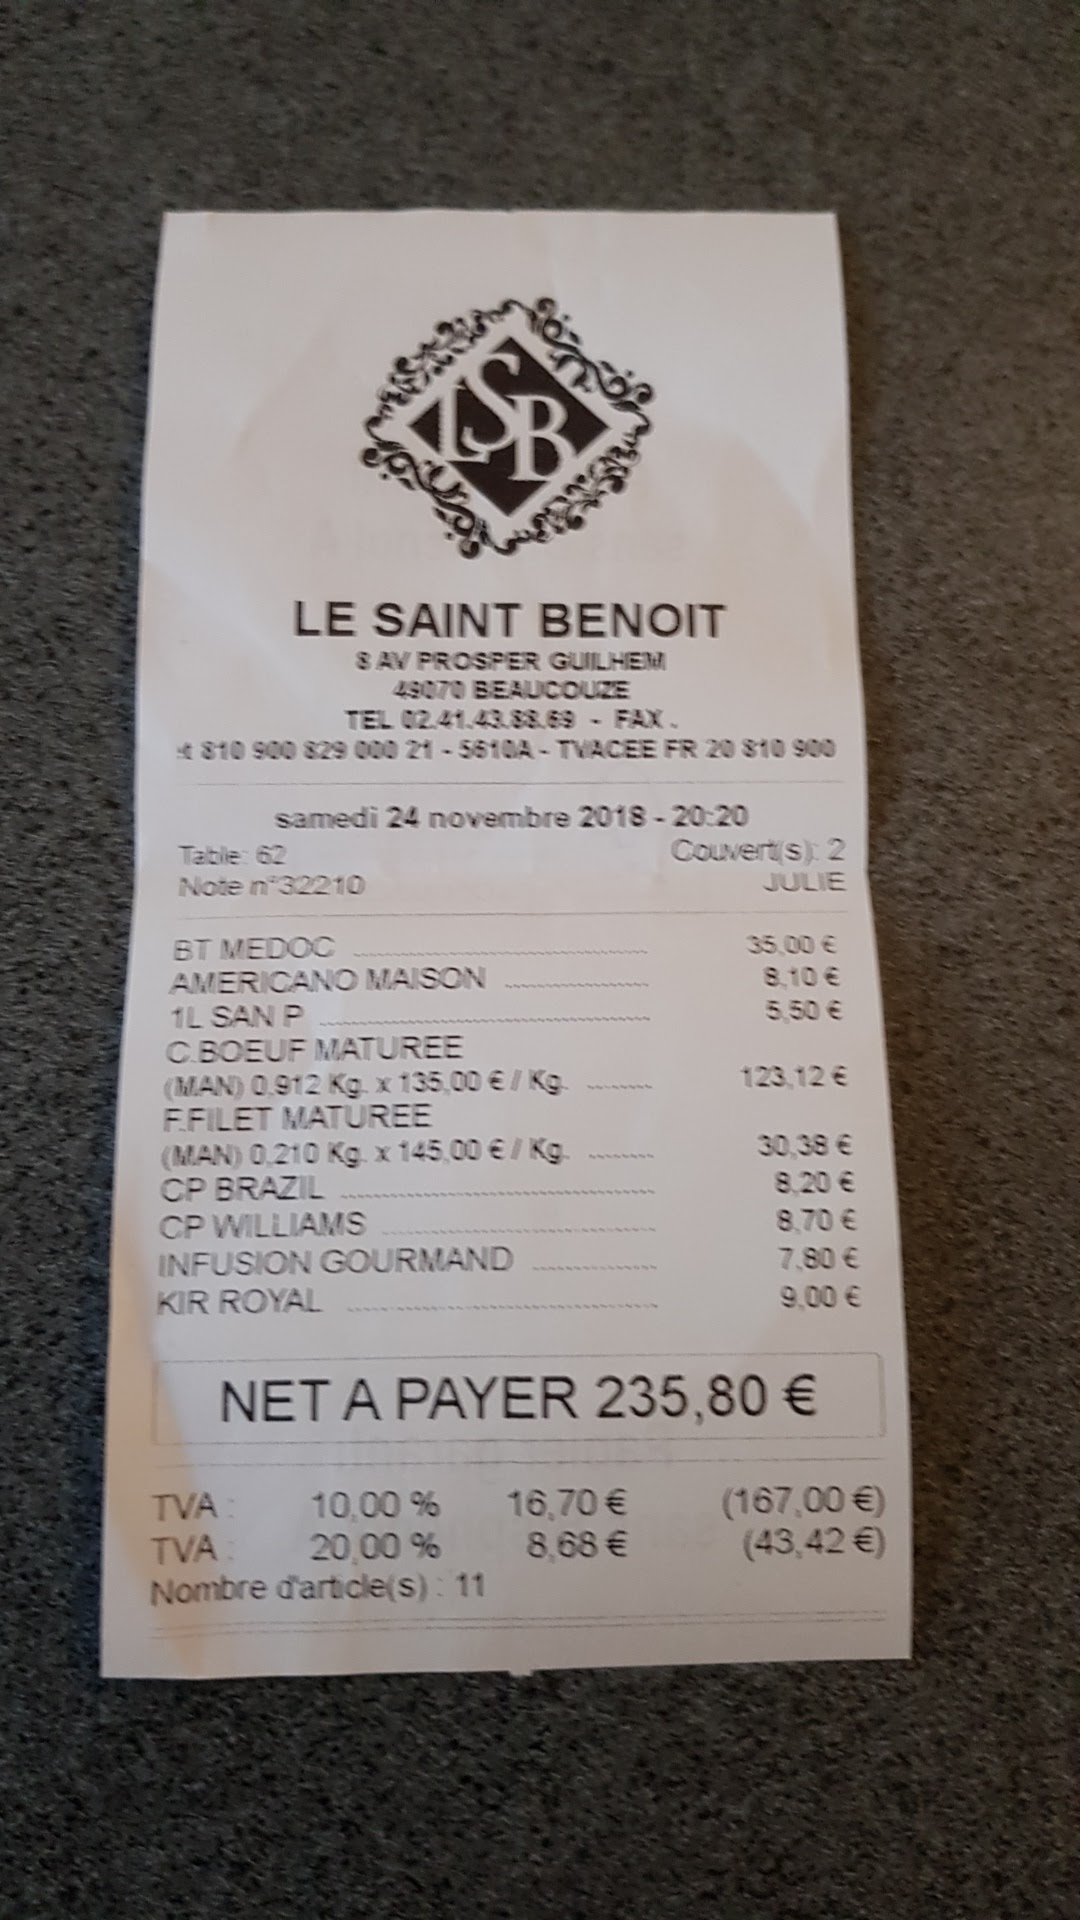 LSB
LE SAINT BENOIT
8 AV PROSPER GUILHEM
49070 BEAUCOUZE
TEL 02.41.43.88.69 - FAX .
et 810 900 829 000 21 - 5610A - TVACEE FR 20 810 900
samedi 24 novembre 2018 - 20:20
Table: 62 Couvert(s): 2
Note n°32210 JULIE
BT MEDOC 35,00 €
AMERICANO MAISON 8,10 €
1L SAN P 5,50 €
C.BOEUF MATUREE
(MAN) 0,912 Kg. x 135,00 € / Kg. 123,12 €
F.FILET MATUREE
(MAN) 0,210 Kg. x 145,00 € / Kg. 30,38 €
CP BRAZIL 8,20 €
CP WILLIAMS 8,70 €
INFUSION GOURMAND 7,80 €
KIR ROYAL 9,00 €
NET A PAYER 235,80 €
TVA : 10,00 % 16,70 € (167,00 €)
TVA : 20,00 % 8,68 € (43,42 €)
Nombre d'article(s) : 11